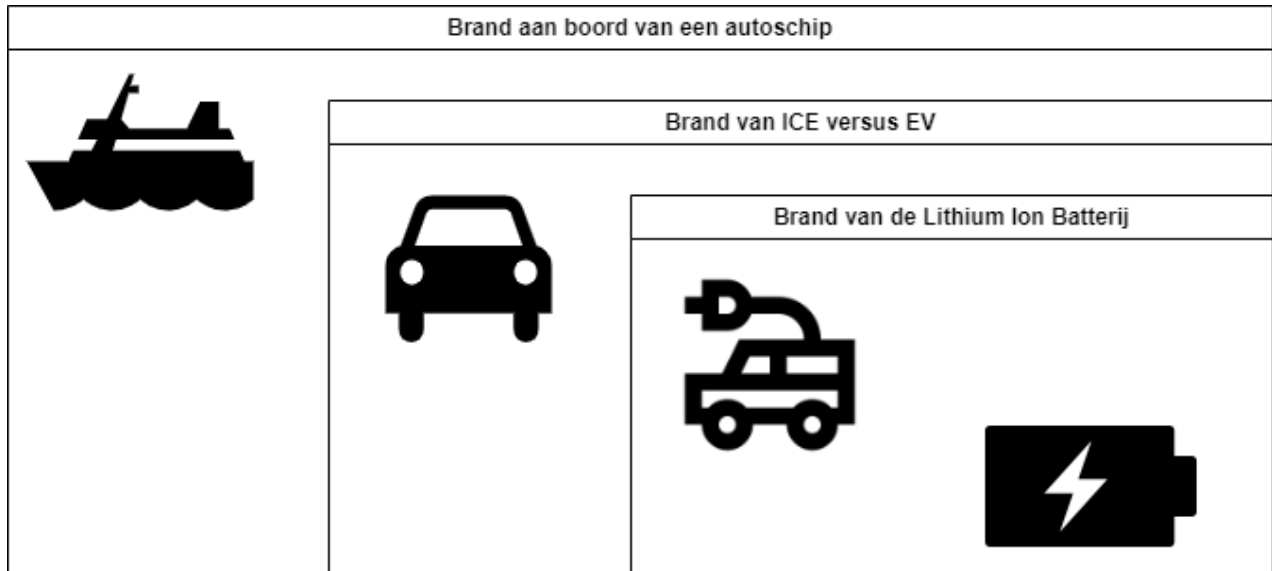 Brand aan boord van een autoschip
Brand van ICE versus EV
Brand van de Lithium Ion Batterij